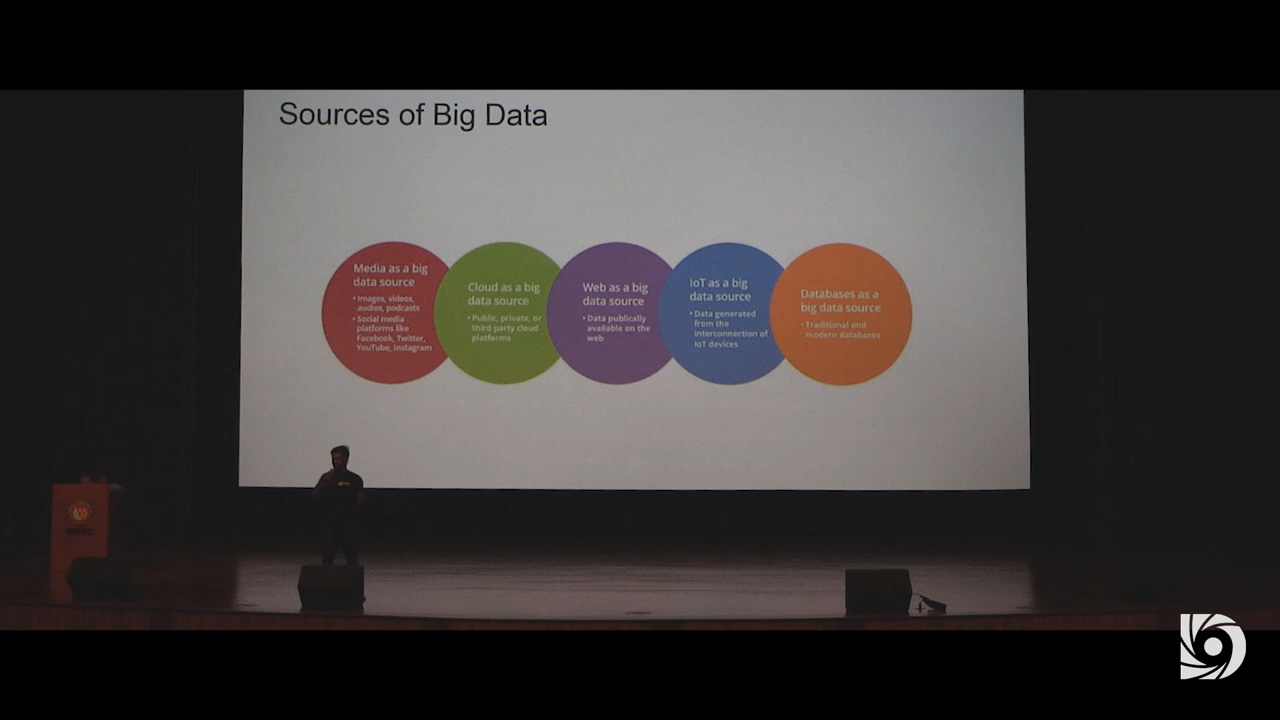 Sources of Big Data
Media as a big
data source
• Images, videos,
audios, podcasts
• Social media
platforms like
Facebook, Twitter,
YouTube, Instagram
Cloud as a big
data source
• Public, private, or
third party cloud
platforms
Web as a big
data source
• Data publically
available on the
web
IoT as a big
data source
• Data generated
from the
interconnection of
IoT devices
Databases as a
big data source
• Traditional and
modern databases